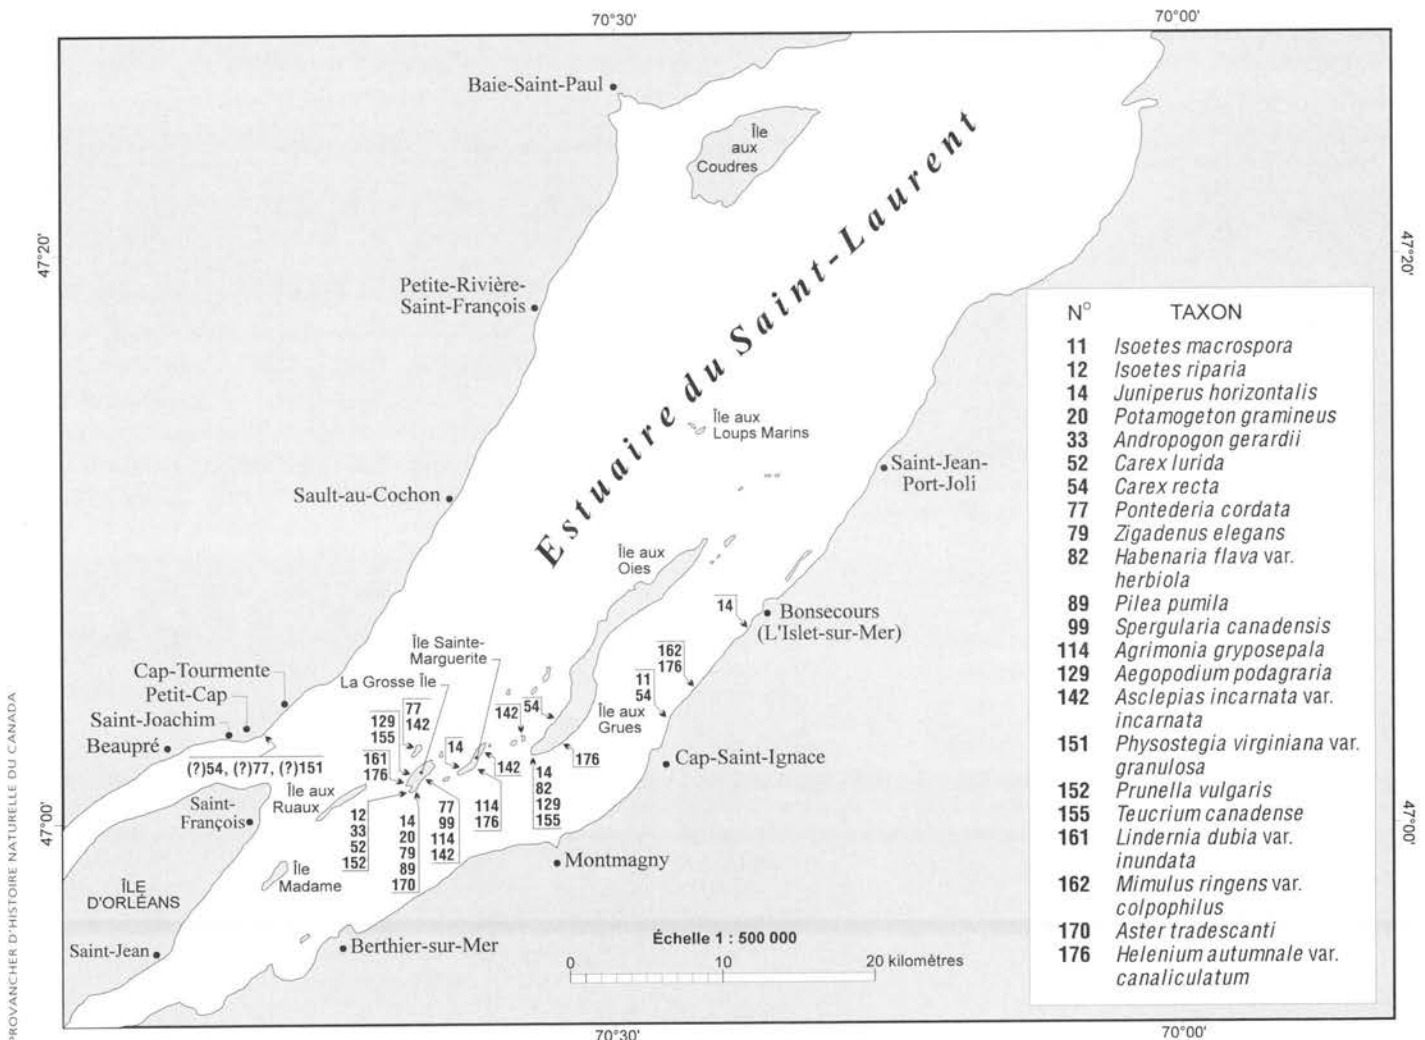 70°30'
70°00'
Baie-Saint-Paul
Île
aux
Coudres
Estuaire du Saint-Laurent
47°20'
47°20'
Petite-Rivière-
Saint-François
N° TAXON
11 Isoetes macrospora
12 Isoetes riparia
14 Juniperus horizontalis
20 Potamogeton gramineus
33 Andropogon gerardii
52 Carex lurida
54 Carex recta
77 Pontederia cordata
79 Zigadenus elegans
82 Habenaria flava var.
herbiola
89 Pilea pumila
99 Spergularia canadensis
114 Agrimonia gryposepala
129 Aegopodium podagraria
142 Asclepias incarnata var.
incarnata
151 Physostegia virginiana var.
granulosa
152 Prunella vulgaris
155 Teucrium canadense
161 Lindernia dubia var.
inundata
162 Mimulus ringens var.
colpophilus
170 Aster tradescanti
176 Helenium autumnale var.
canaliculatum
Île aux
Loups Marins
Saint-Jean-
Port-Joli
Sault-au-Cochon
Île aux
Oies
14
Bonsecours
(L'Islet-sur-Mer)
Île Sainte-
Marguerite
La Grosse Île
162
176
11
54
Île aux
Grues
Cap-Tourmente
Petit-Cap
Saint-Joachim
Beaupré
(?)54, (?)77, (?)151
77
142
129
155
161
176
14
142
142
54
176
Cap-Saint-Ignace
Île aux
Ruaux
Saint-
François
12
33
52
152
14
20
79
89
170
77
99
114
142
114
176
14
82
129
155
47°00'
47°00'
Montmagny
Île
Madame
ÎLE
D'ORLÉANS
Saint-Jean
Berthier-sur-Mer
Échelle 1 : 500 000
0 10 20 kilomètres
70°30'
70°00'
PROVANCHER D'HISTOIRE NATURELLE DU CANADA